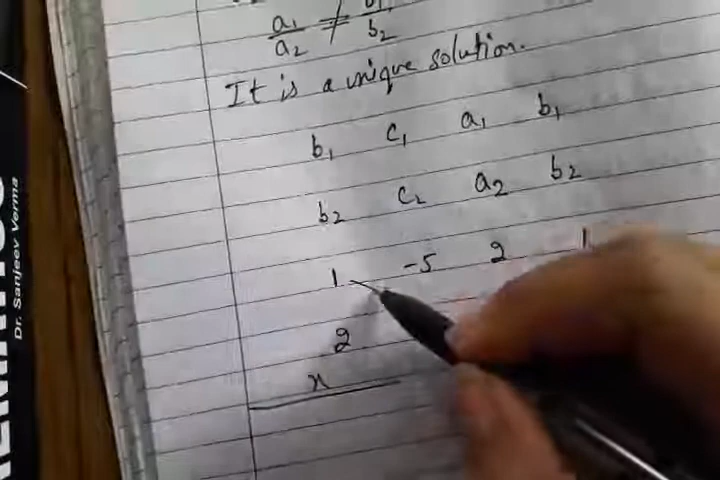 a₁/a₂ ≠ b₁/b₂
It is a unique solution.
b₁ c₁ a₁ b₁
b₂ c₂ a₂ b₂
1 -5 2 1
2
x
Dr. Sanjeev Verma